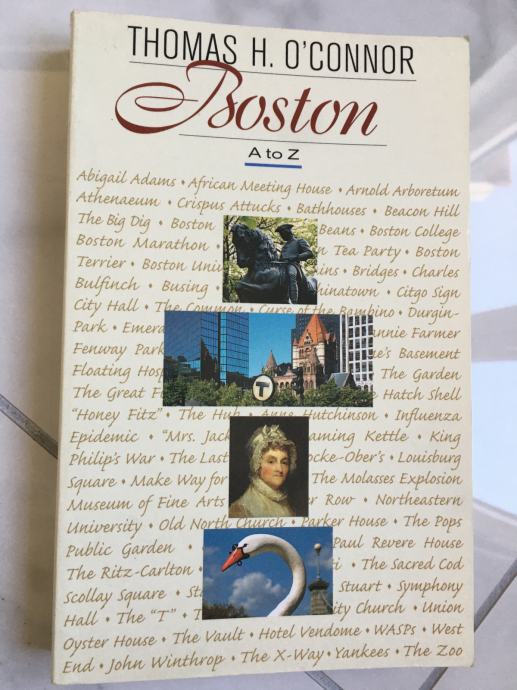 THOMAS H. O'CONNOR
Boston
A to Z
Abigail Adams • African Meeting House • Arnold Arboretum
Athenaeum • Crispus Attucks • Bathhouses • Beacon Hill
The Big Dig • Boston Beans • Boston College
Boston Marathon • n Tea Party • Boston
Terrier • Boston Uni ins • Bridges • Charles
Bulfinch • Busing • hinatown • Citgo Sign
City Hall • The Common • Curse of the Bambino • Durgin-
Park • Emera annie Farmer
Fenway Park e's Basement
Floating Hosp The Garden
The Great F T Hatch Shell
"Honey Fitz" • The Hub • Anne Hutchinson • Influenza
Epidemic • "Mrs. Jack aming Kettle • King
Philip's War • The Last ocke-Ober's • Louisburg
Square • Make Way for The Molasses Explosion
Museum of Fine Arts r Row • Northeastern
University • Old North Church • Parker House • The Pops
Public Garden • Paul Revere House
The Ritz-Carlton • i • The Sacred Cod
Scollay Square • St Stuart • Symphony
Hall • The "T" • T ity Church • Union
Oyster House • The Vault • Hotel Vendome • WASPs • West
End • John Winthrop • The X-Way • Yankees • The Zoo